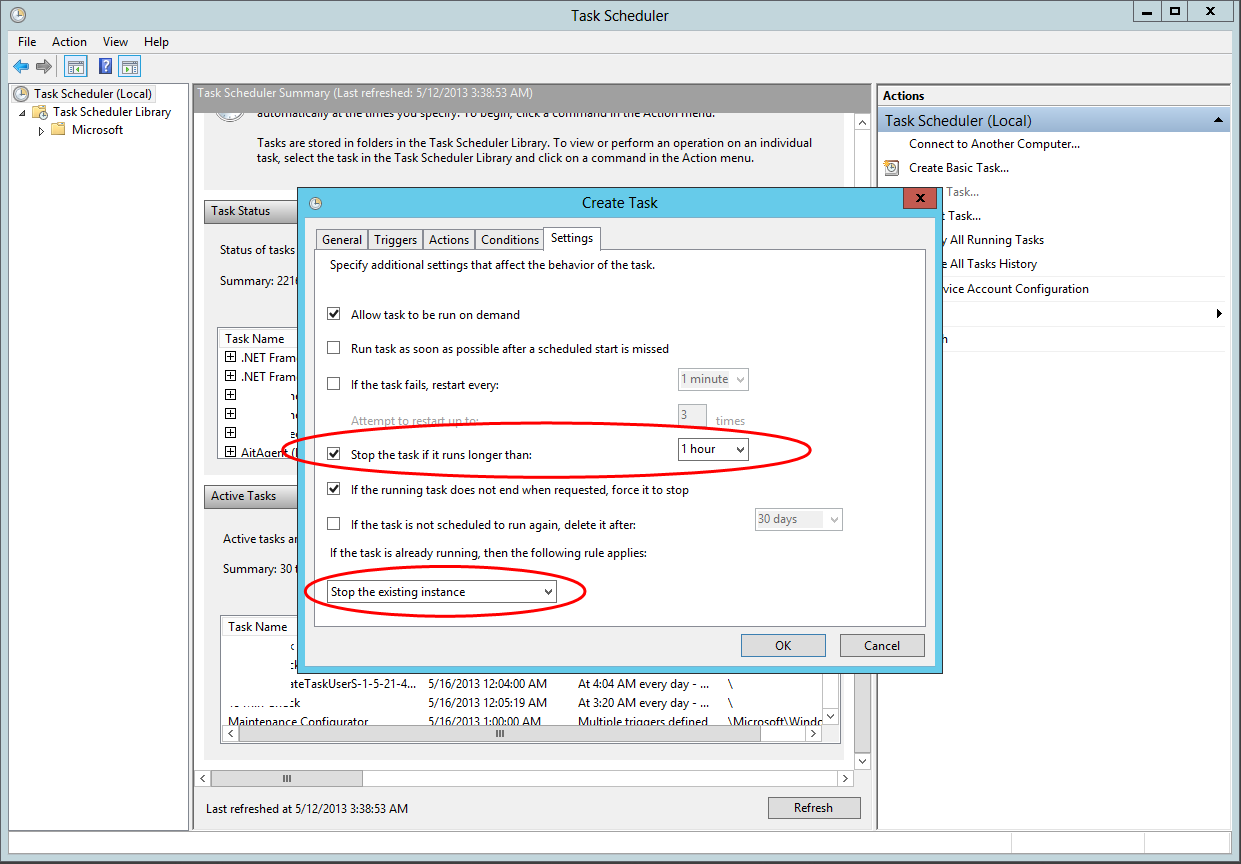 Task Scheduler
File Action View Help
Task Scheduler (Local)
Task Scheduler Library
Microsoft
Task Scheduler Summary (Last refreshed: 5/12/2013 3:38:53 AM)
automatically at the times you specify. To begin, click a command in the Action menu.
Tasks are stored in folders in the Task Scheduler Library. To view or perform an operation on an individual
task, select the task in the Task Scheduler Library and click on a command in the Action menu.
Task Status
Status of tasks
Summary: 2216
Task Name
.NET Fram
.NET Fram
AitAgent (
Active Tasks
Active tasks ar
Summary: 30 t
Task Name
ateTaskUserS-1-5-21-4... 5/16/2013 12:04:00 AM At 4:04 AM every day - ... \
5/16/2013 12:05:19 AM At 3:20 AM every day - ... \
Maintenance Configurator 5/16/2013 1:00:00 AM Multiple triggers defined \Microsoft\Windo
Last refreshed at 5/12/2013 3:38:53 AM
Refresh
Create Task
General Triggers Actions Conditions Settings
Specify additional settings that affect the behavior of the task.
Allow task to be run on demand
Run task as soon as possible after a scheduled start is missed
If the task fails, restart every: 1 minute
Attempt to restart up to: 3 times
Stop the task if it runs longer than: 1 hour
If the running task does not end when requested, force it to stop
If the task is not scheduled to run again, delete it after: 30 days
If the task is already running, then the following rule applies:
Stop the existing instance
OK Cancel
Actions
Task Scheduler (Local)
Connect to Another Computer...
Create Basic Task...
Task...
t Task...
y All Running Tasks
e All Tasks History
vice Account Configuration
h